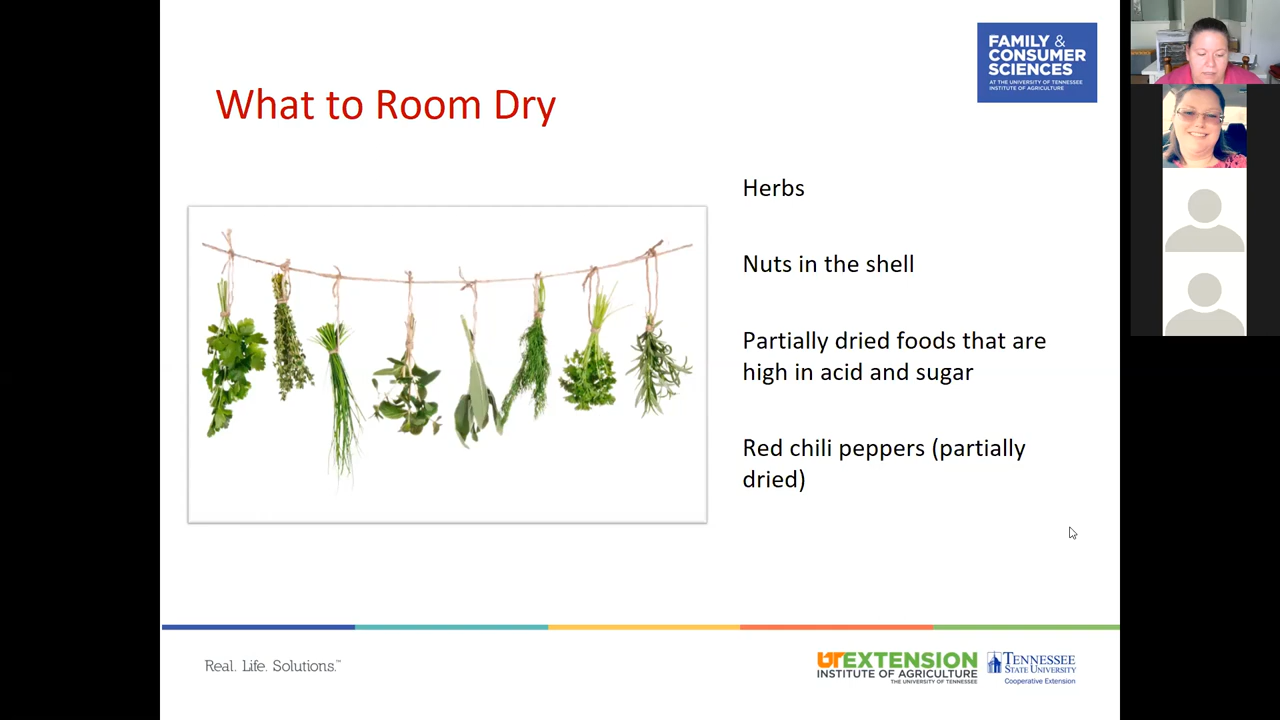 FAMILY &
CONSUMER
SCIENCES
AT THE UNIVERSITY OF TENNESSEE
INSTITUTE OF AGRICULTURE
What to Room Dry
Herbs
Nuts in the shell
Partially dried foods that are
high in acid and sugar
Red chili peppers (partially
dried)
Real. Life. Solutions.™
UT EXTENSION
INSTITUTE OF AGRICULTURE
THE UNIVERSITY OF TENNESSEE
TENNESSEE
STATE UNIVERSITY
Cooperative Extension